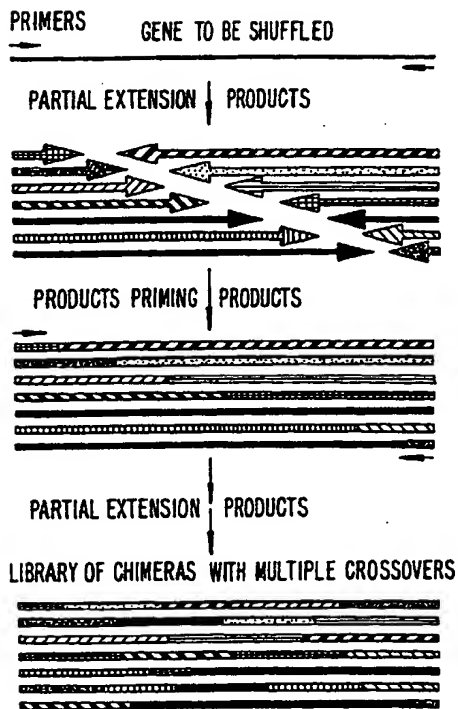 PRIMERS
GENE TO BE SHUFFLED
PARTIAL EXTENSION PRODUCTS
PRODUCTS PRIMING PRODUCTS
PARTIAL EXTENSION PRODUCTS
LIBRARY OF CHIMERAS WITH MULTIPLE CROSSOVERS